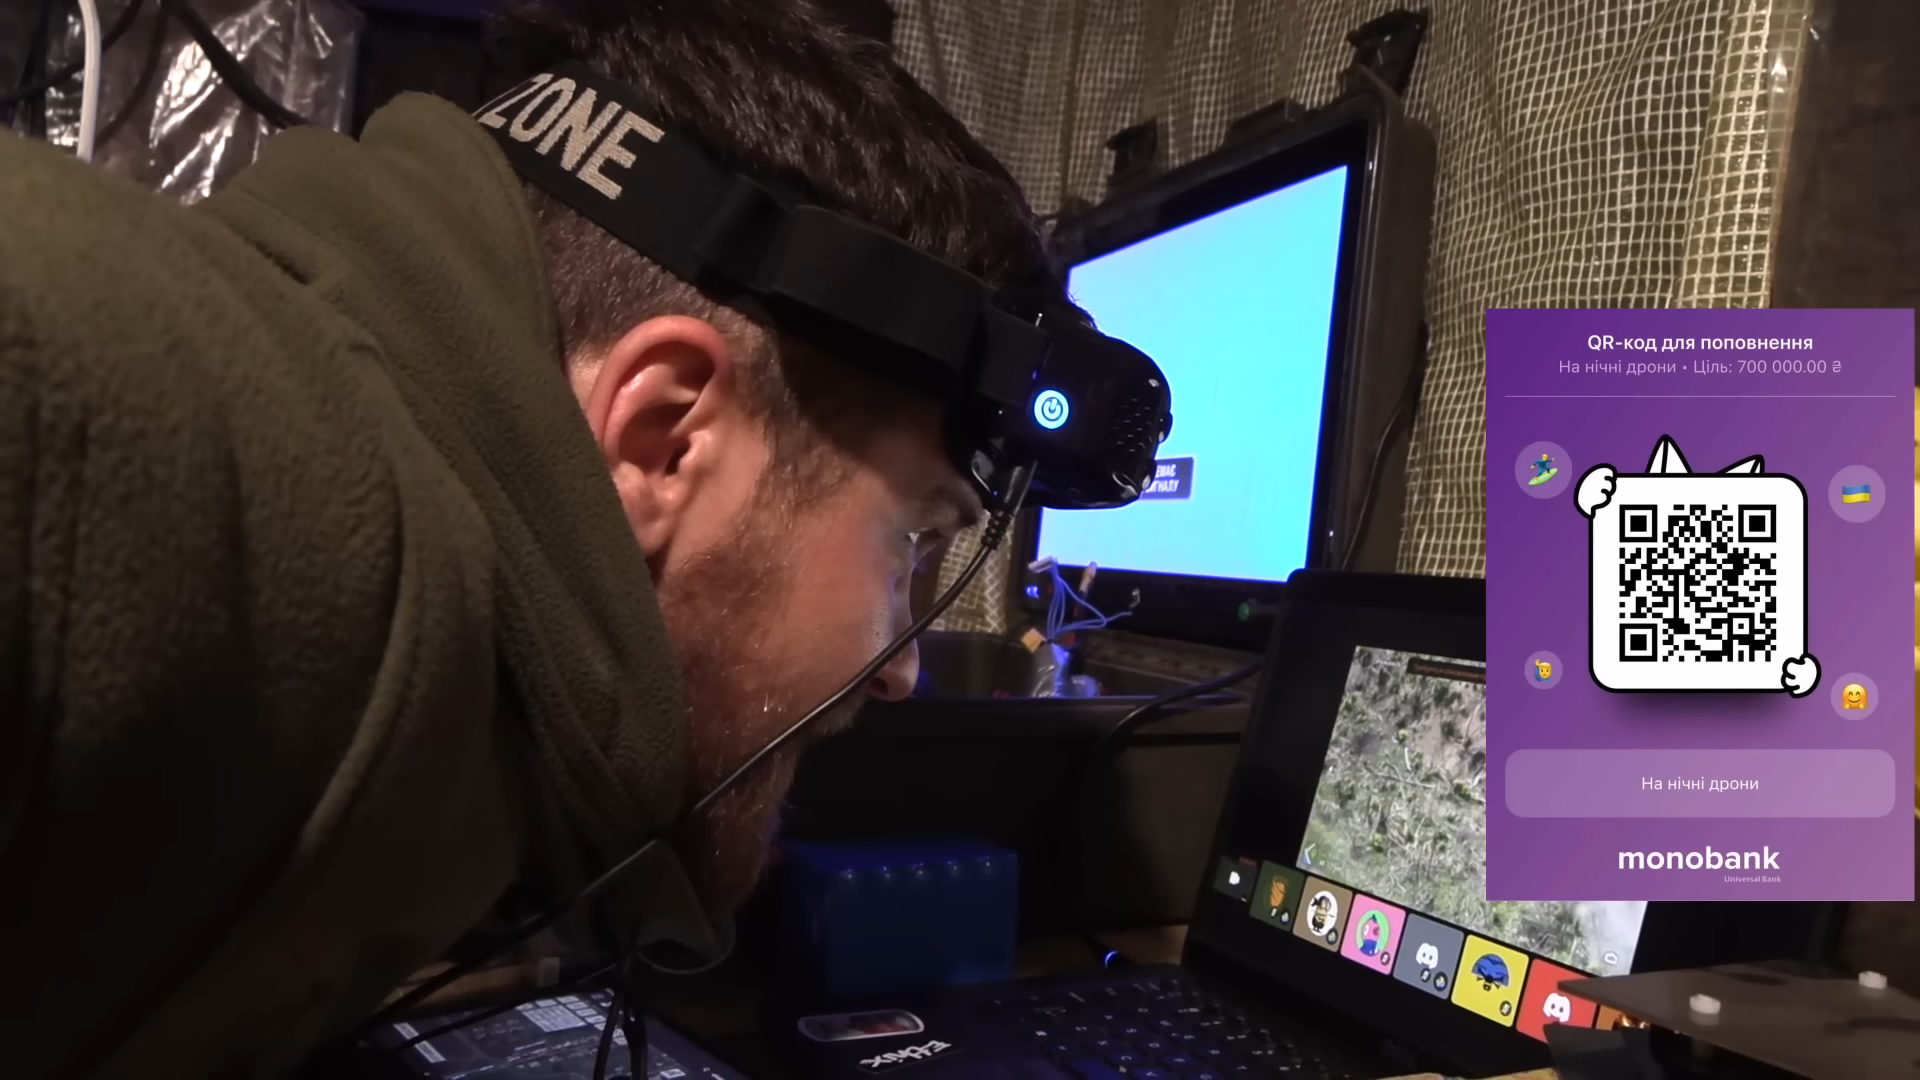 ZONE
QR-код для поповнення
На нічні дрони • Ціль: 700 000.00 ₴
На нічні дрони
monobank
Universal Bank